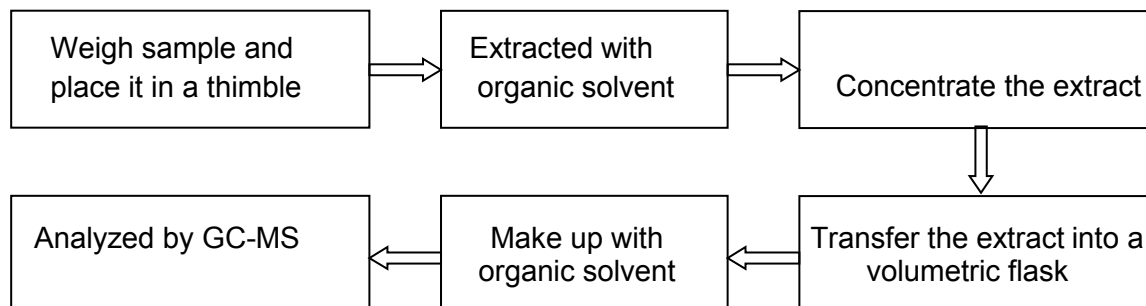 Weigh sample and
place it in a thimble
Extracted with
organic solvent
Concentrate the extract
Transfer the extract into a
volumetric flask
Make up with
organic solvent
Analyzed by GC-MS